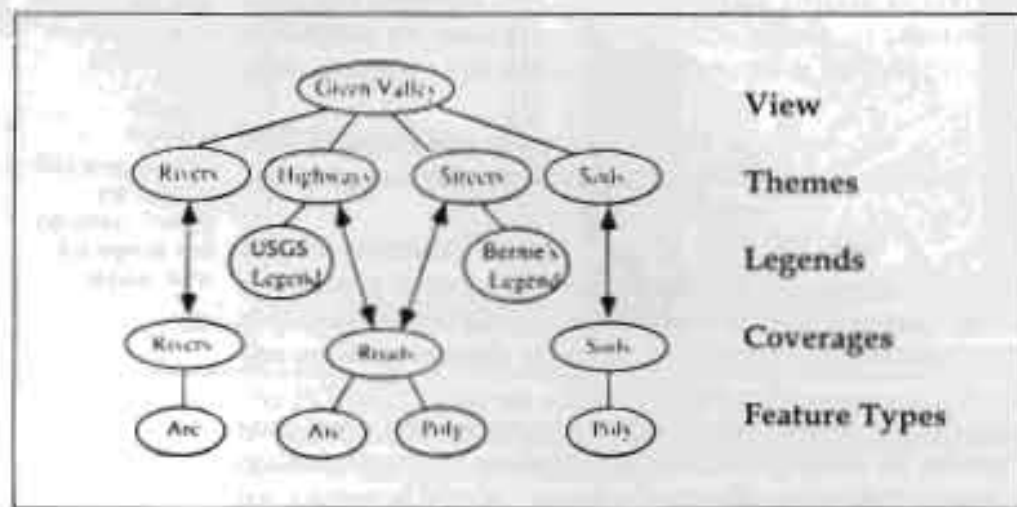 Green Valley
View
Rivers
Highways
Streets
Soils
Themes
USGS
Legend
Bernie's
Legend
Legends
Rivers
Roads
Soils
Coverages
Arc
Arc
Poly
Poly
Feature Types